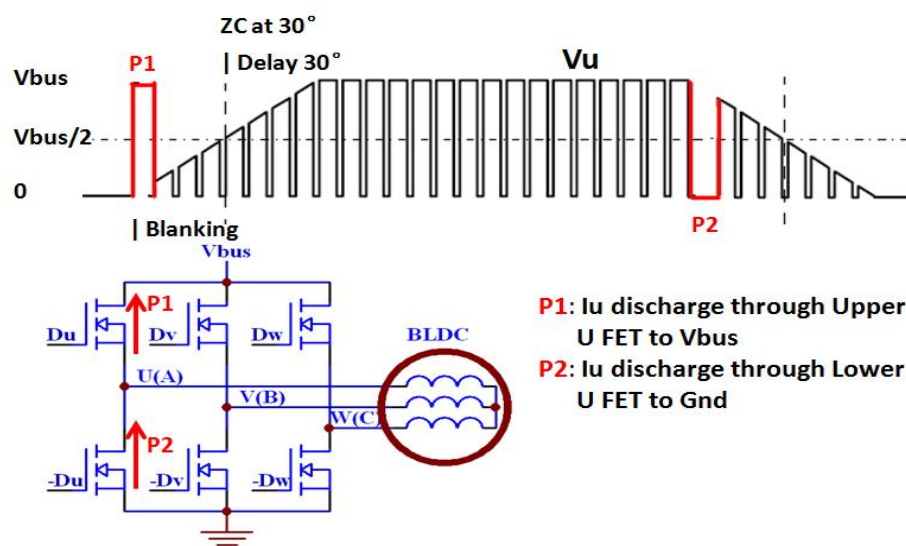 ZC at 30°
P1
| Delay 30°
Vu
Vbus
Vbus/2
0
P2
| Blanking
Vbus
P1
Du
Dv
Dw
BLDC
U(A)
V(B)
W(C)
P2
-Du
-Dv
-Dw
P1: Iu discharge through Upper
U FET to Vbus
P2: Iu discharge through Lower
U FET to Gnd